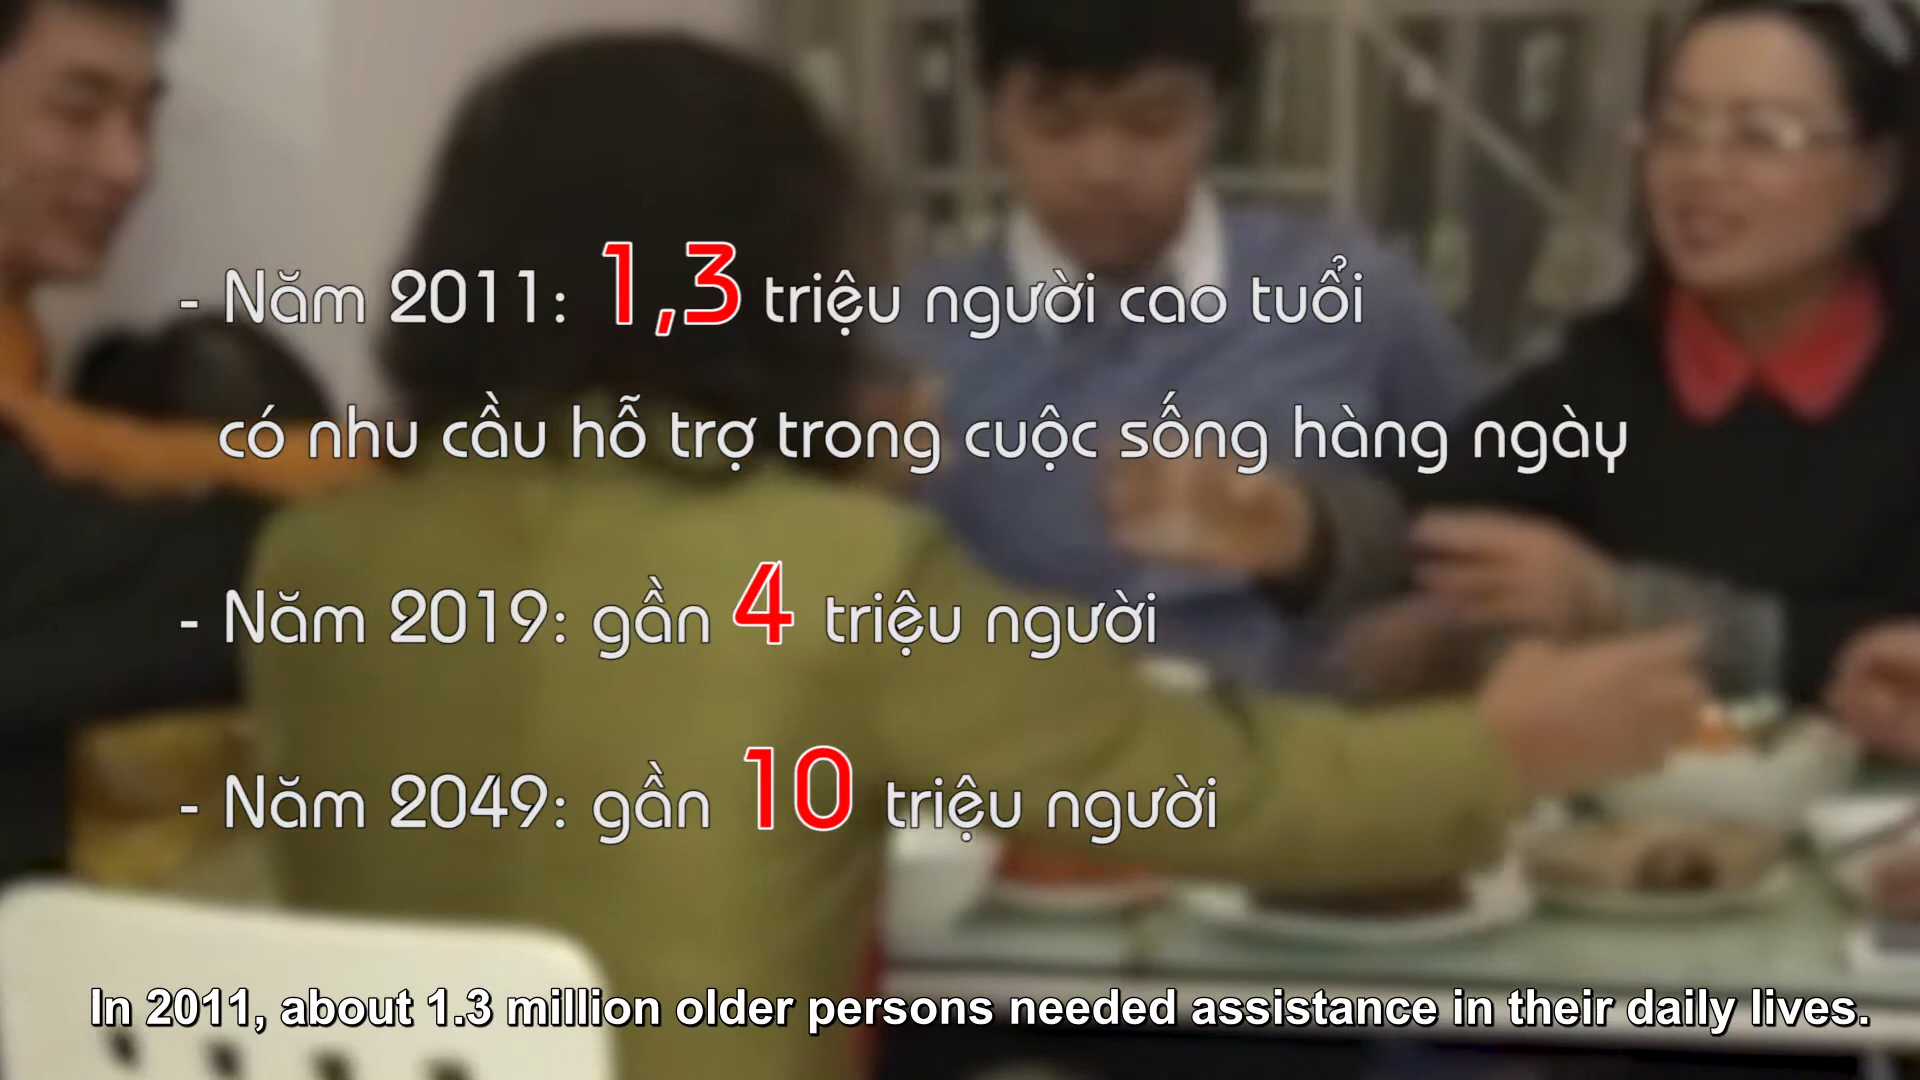 - Năm 2011: 1,3 triệu người cao tuổi
có nhu cầu hỗ trợ trong cuộc sống hàng ngày
- Năm 2019: gần 4 triệu người
- Năm 2049: gần 10 triệu người
In 2011, about 1.3 million older persons needed assistance in their daily lives.